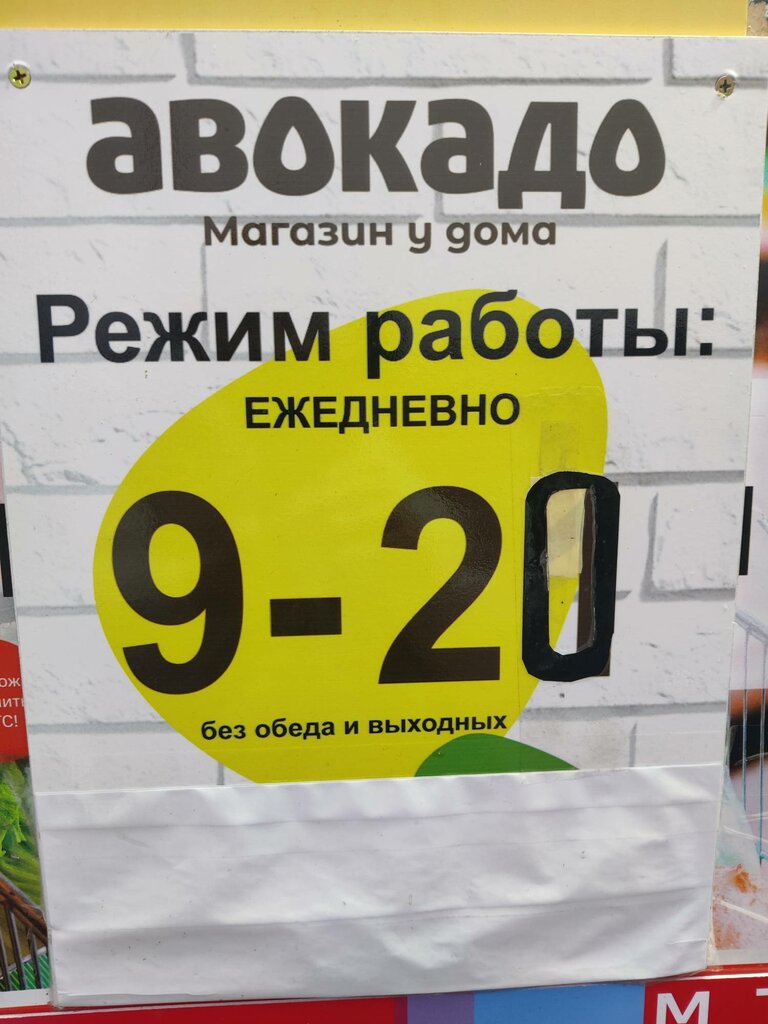 авокадо
Магазин у дома
Режим работы:
ЕЖЕДНЕВНО
9-20
без обеда и выходных
М